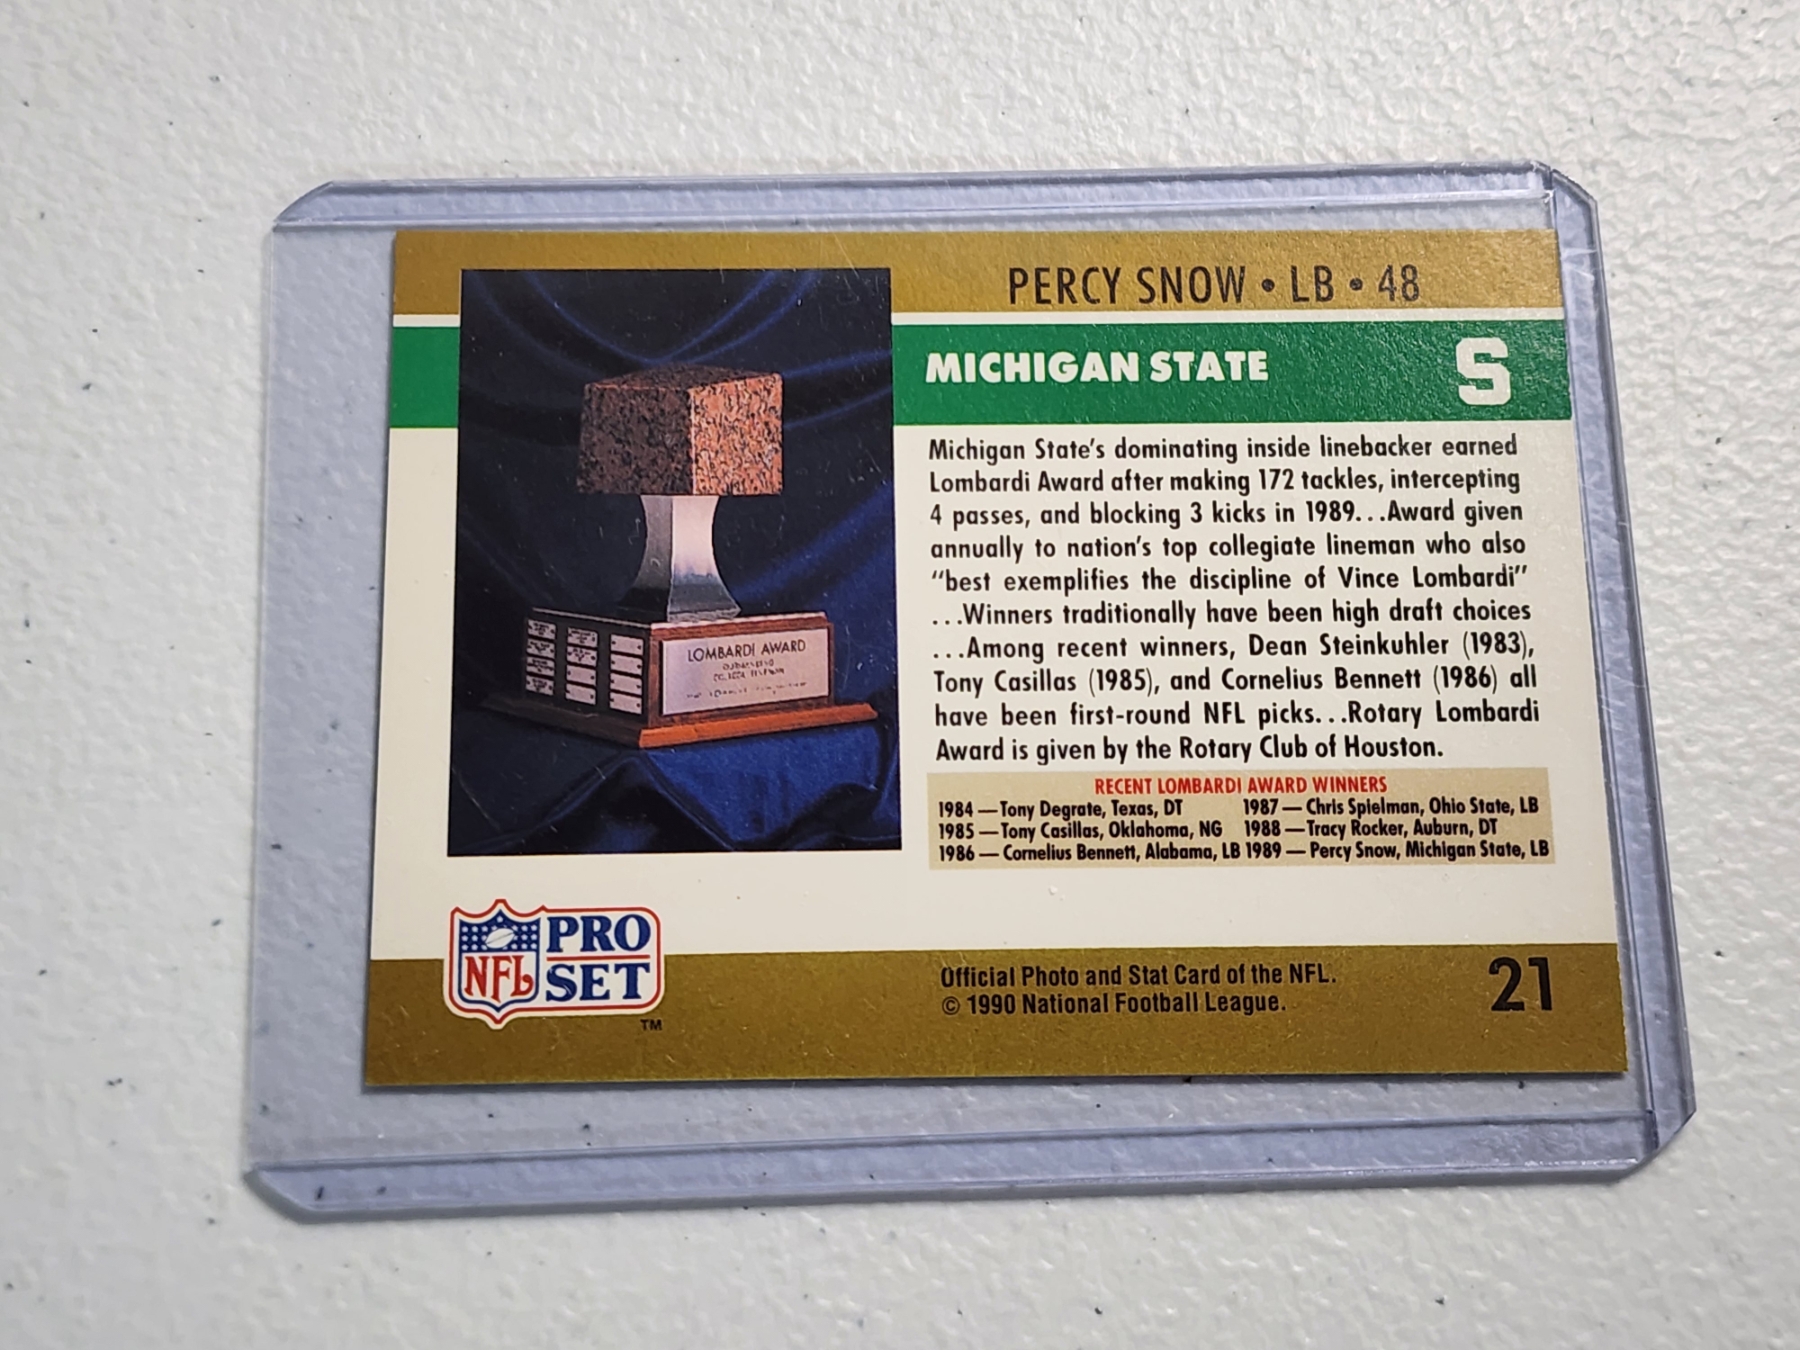 PERCY SNOW • LB • 48
MICHIGAN STATE
S
Michigan State's dominating inside linebacker earned
Lombardi Award after making 172 tackles, intercepting
4 passes, and blocking 3 kicks in 1989...Award given
annually to nation's top collegiate lineman who also
"best exemplifies the discipline of Vince Lombardi"
...Winners traditionally have been high draft choices
...Among recent winners, Dean Steinkuhler (1983),
Tony Casillas (1985), and Cornelius Bennett (1986) all
have been first-round NFL picks...Rotary Lombardi
Award is given by the Rotary Club of Houston.
LOMBARDI AWARD
RECENT LOMBARDI AWARD WINNERS
1984 — Tony Degrate, Texas, DT 1987 — Chris Spielman, Ohio State, LB
1985 — Tony Casillas, Oklahoma, NG 1988 — Tracy Rocker, Auburn, DT
1986 — Cornelius Bennett, Alabama, LB 1989 — Percy Snow, Michigan State, LB
NFL PRO SET TM
Official Photo and Stat Card of the NFL.
© 1990 National Football League.
21